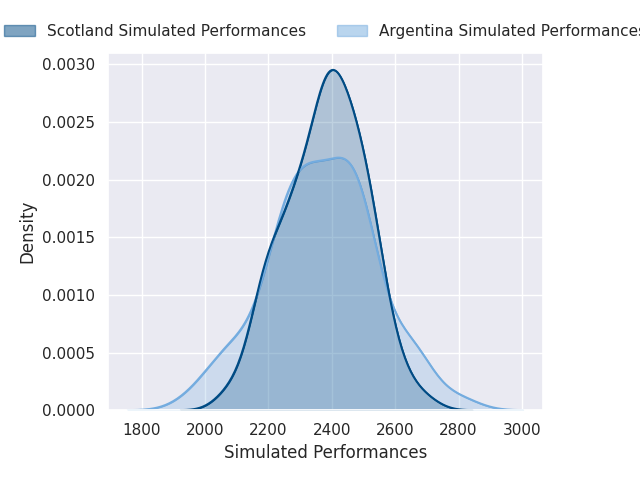 Scotland Simulated Performances
Argentina Simulated Performances
0.0030
0.0025
0.0020
0.0015
0.0010
0.0005
0.0000
Density
1800 2000 2200 2400 2600 2800 3000
Simulated Performances